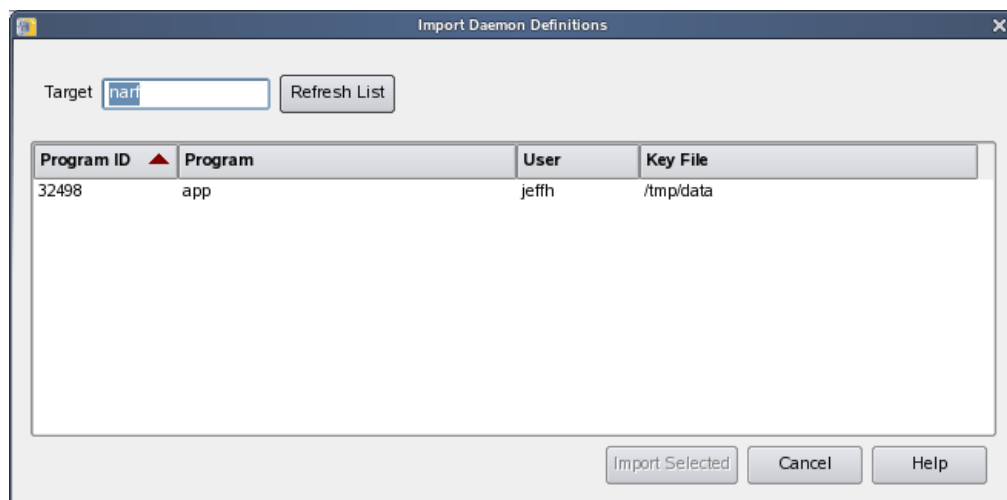 Import Daemon Definitions
Target narf Refresh List
Program ID Program User Key File
32498 app jeffh /tmp/data
Import Selected Cancel Help